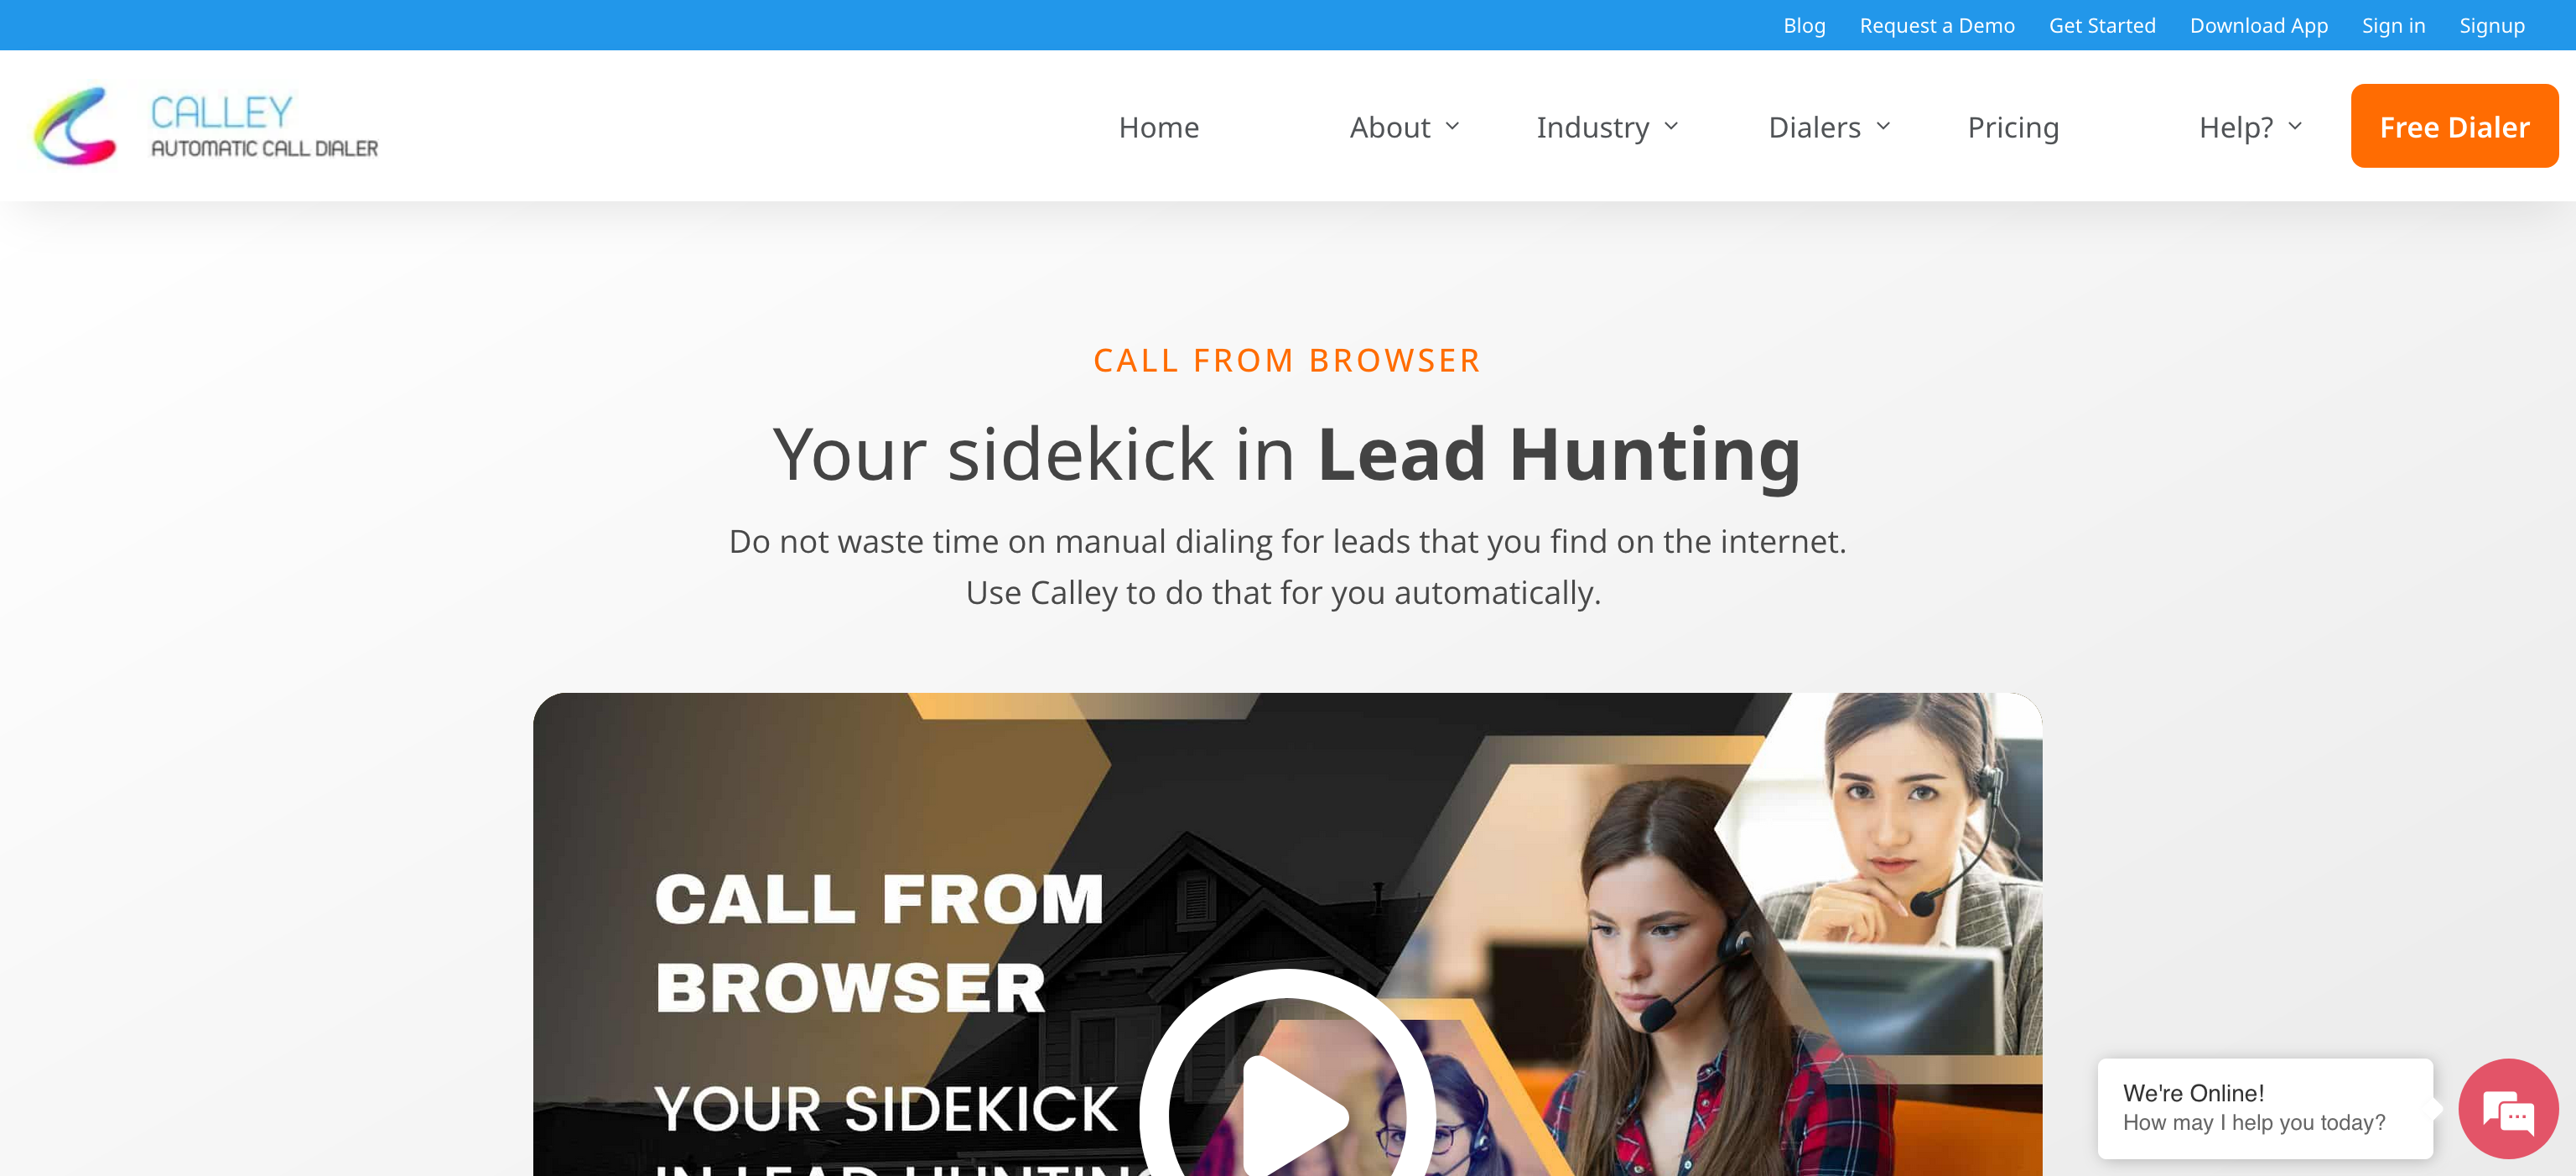 Blog Request a Demo Get Started Download App Sign in Signup
CALLEY
AUTOMATIC CALL DIALER
Home About Industry Dialers Pricing Help? Free Dialer
CALL FROM BROWSER
Your sidekick in Lead Hunting
Do not waste time on manual dialing for leads that you find on the internet.
Use Calley to do that for you automatically.
CALL FROM
BROWSER
YOUR SIDEKICK
IN LEAD HUNTING
We're Online!
How may I help you today?